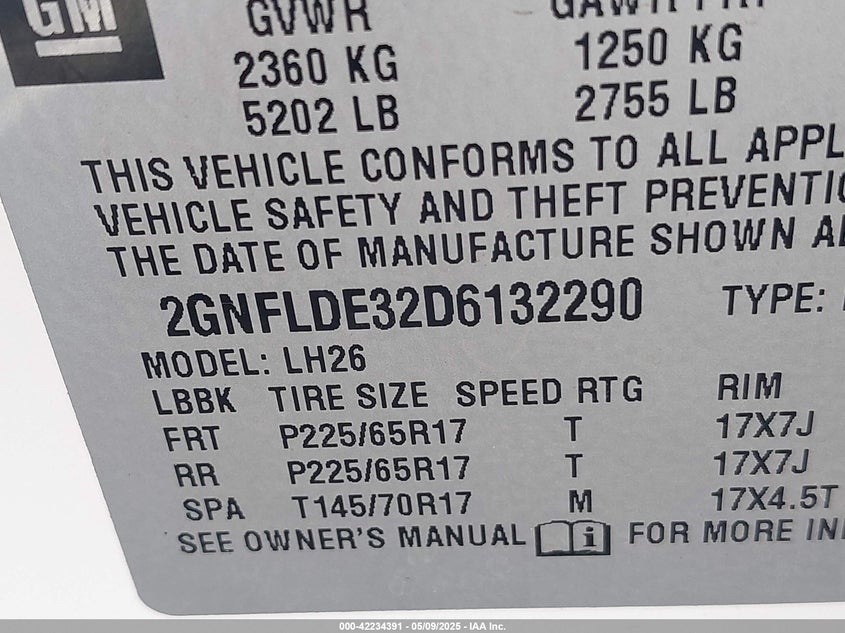 GM
GVWR
2360 KG 1250 KG
5202 LB 2755 LB
THIS VEHICLE CONFORMS TO ALL APPL
VEHICLE SAFETY AND THEFT PREVENTIO
THE DATE OF MANUFACTURE SHOWN A
2GNFLDE32D6132290 TYPE:
MODEL: LH26
LBBK TIRE SIZE SPEED RTG RIM
FRT P225/65R17 T 17X7J
RR P225/65R17 T 17X7J
SPA T145/70R17 M 17X4.5T
SEE OWNER'S MANUAL i FOR MORE IN
000-42234391 - 05/09/2025 - IAA Inc.